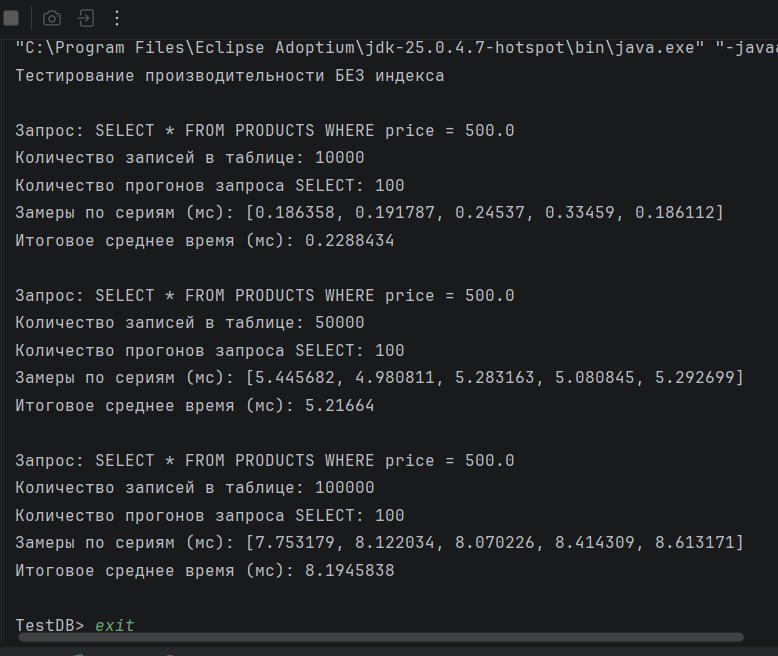 "C:\Program Files\Eclipse Adoptium\jdk-25.0.4.7-hotspot\bin\java.exe" "-javaa
Тестирование производительности БЕЗ индекса
Запрос: SELECT * FROM PRODUCTS WHERE price = 500.0
Количество записей в таблице: 10000
Количество прогонов запроса SELECT: 100
Замеры по сериям (мс): [0.186358, 0.191787, 0.24537, 0.33459, 0.186112]
Итоговое среднее время (мс): 0.2288434
Запрос: SELECT * FROM PRODUCTS WHERE price = 500.0
Количество записей в таблице: 50000
Количество прогонов запроса SELECT: 100
Замеры по сериям (мс): [5.445682, 4.980811, 5.283163, 5.080845, 5.292699]
Итоговое среднее время (мс): 5.21664
Запрос: SELECT * FROM PRODUCTS WHERE price = 500.0
Количество записей в таблице: 100000
Количество прогонов запроса SELECT: 100
Замеры по сериям (мс): [7.753179, 8.122034, 8.070226, 8.414309, 8.613171]
Итоговое среднее время (мс): 8.1945838
TestDB> exit